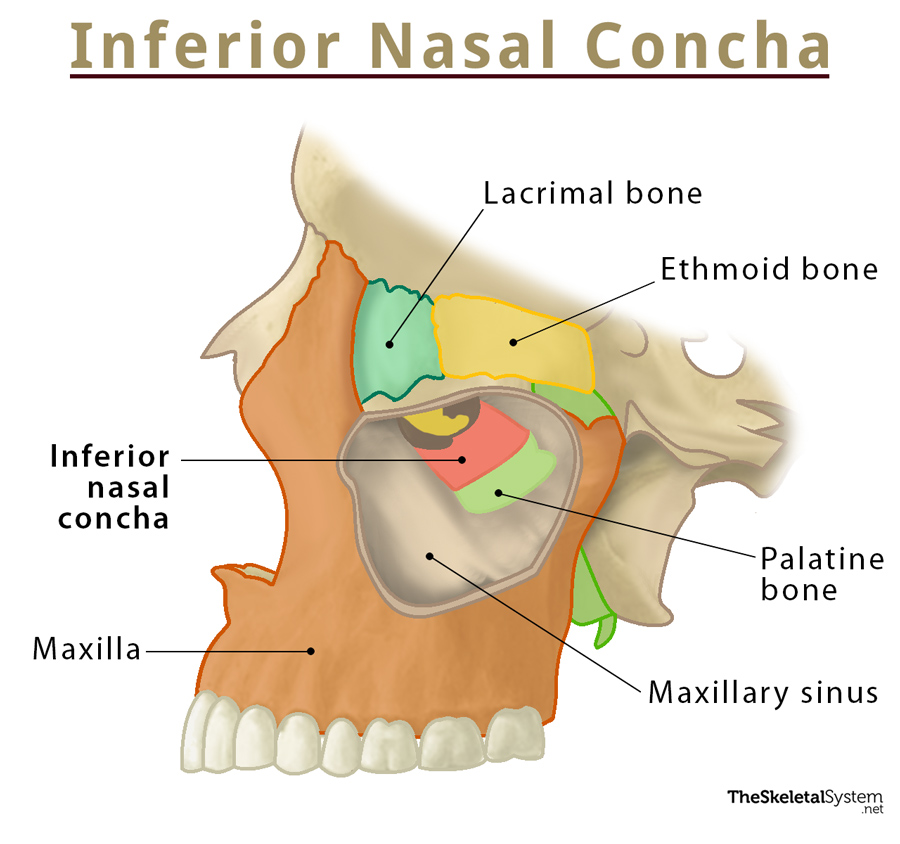 Inferior Nasal Concha
Lacrimal bone
Ethmoid bone
Inferior
nasal
concha
Palatine
bone
Maxilla
Maxillary sinus
TheSkeletalSystem
.net